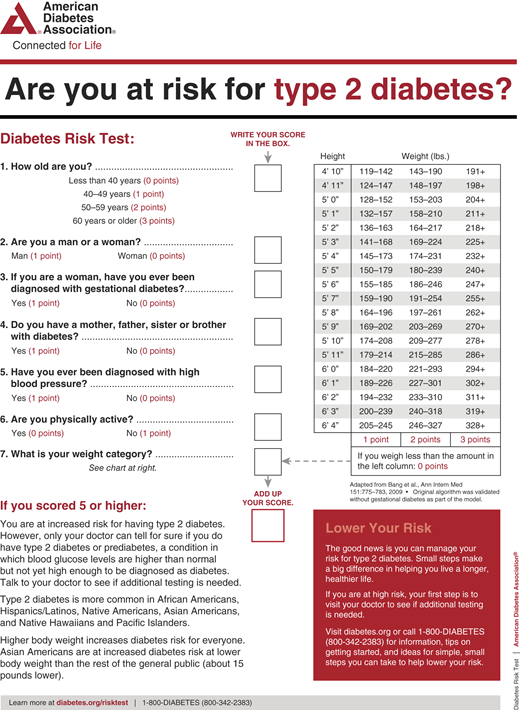 American
Diabetes
Association®
Connected for Life
Are you at risk for type 2 diabetes?
Diabetes Risk Test:
WRITE YOUR SCORE
IN THE BOX.
1. How old are you? ................................................
Less than 40 years (0 points)
40–49 years (1 point)
50–59 years (2 points)
60 years or older (3 points)
2. Are you a man or a woman? ...............................
Man (1 point) Woman (0 points)
3. If you are a woman, have you ever been
diagnosed with gestational diabetes?.................
Yes (1 point) No (0 points)
4. Do you have a mother, father, sister or brother
with diabetes? .....................................................
Yes (1 point) No (0 points)
5. Have you ever been diagnosed with high
blood pressure? ..................................................
Yes (1 point) No (0 points)
6. Are you physically active? ..................................
Yes (0 points) No (1 point)
7. What is your weight category? ...........................
See chart at right.
ADD UP
YOUR SCORE.
Height Weight (lbs.)
4’ 10” 119–142 143–190 191+
4’ 11” 124–147 148–197 198+
5’ 0” 128–152 153–203 204+
5’ 1” 132–157 158–210 211+
5’ 2” 136–163 164–217 218+
5’ 3” 141–168 169–224 225+
5’ 4” 145–173 174–231 232+
5’ 5” 150–179 180–239 240+
5’ 6” 155–185 186–246 247+
5’ 7” 159–190 191–254 255+
5’ 8” 164–196 197–261 262+
5’ 9” 169–202 203–269 270+
5’ 10” 174–208 209–277 278+
5’ 11” 179–214 215–285 286+
6’ 0” 184–220 221–293 294+
6’ 1” 189–226 227–301 302+
6’ 2” 194–232 233–310 311+
6’ 3” 200–239 240–318 319+
6’ 4” 205–245 246–327 328+
1 point 2 points 3 points
If you weigh less than the amount in
the left column: 0 points
Adapted from Bang et al., Ann Intern Med
151:775–783, 2009 • Original algorithm was validated
without gestational diabetes as part of the model.
If you scored 5 or higher:
You are at increased risk for having type 2 diabetes.
However, only your doctor can tell for sure if you do
have type 2 diabetes or prediabetes, a condition in
which blood glucose levels are higher than normal
but not yet high enough to be diagnosed as diabetes.
Talk to your doctor to see if additional testing is needed.
Type 2 diabetes is more common in African Americans,
Hispanics/Latinos, Native Americans, Asian Americans,
and Native Hawaiians and Pacific Islanders.
Higher body weight increases diabetes risk for everyone.
Asian Americans are at increased diabetes risk at lower
body weight than the rest of the general public (about 15
pounds lower).
Lower Your Risk
The good news is you can manage your
risk for type 2 diabetes. Small steps make
a big difference in helping you live a longer,
healthier life.
If you are at high risk, your first step is to
visit your doctor to see if additional testing
is needed.
Visit diabetes.org or call 1-800-DIABETES
(800-342-2383) for information, tips on
getting started, and ideas for simple, small
steps you can take to help lower your risk.
Learn more at diabetes.org/risktest | 1-800-DIABETES (800-342-2383)
Diabetes Risk Test | American Diabetes Association®